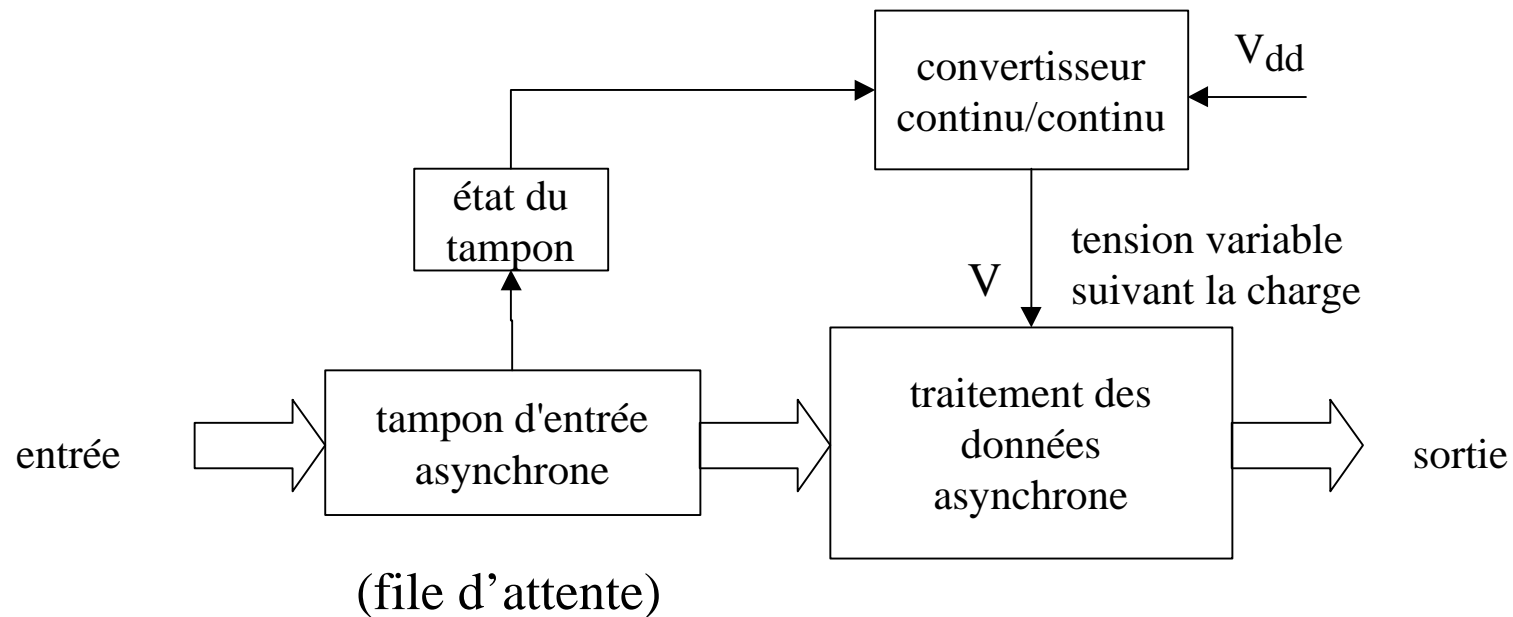 convertisseur
continu/continu
V_dd
état du
tampon
V
tension variable
suivant la charge
entrée
tampon d'entrée
asynchrone
traitement des
données
asynchrone
sortie
(file d’attente)